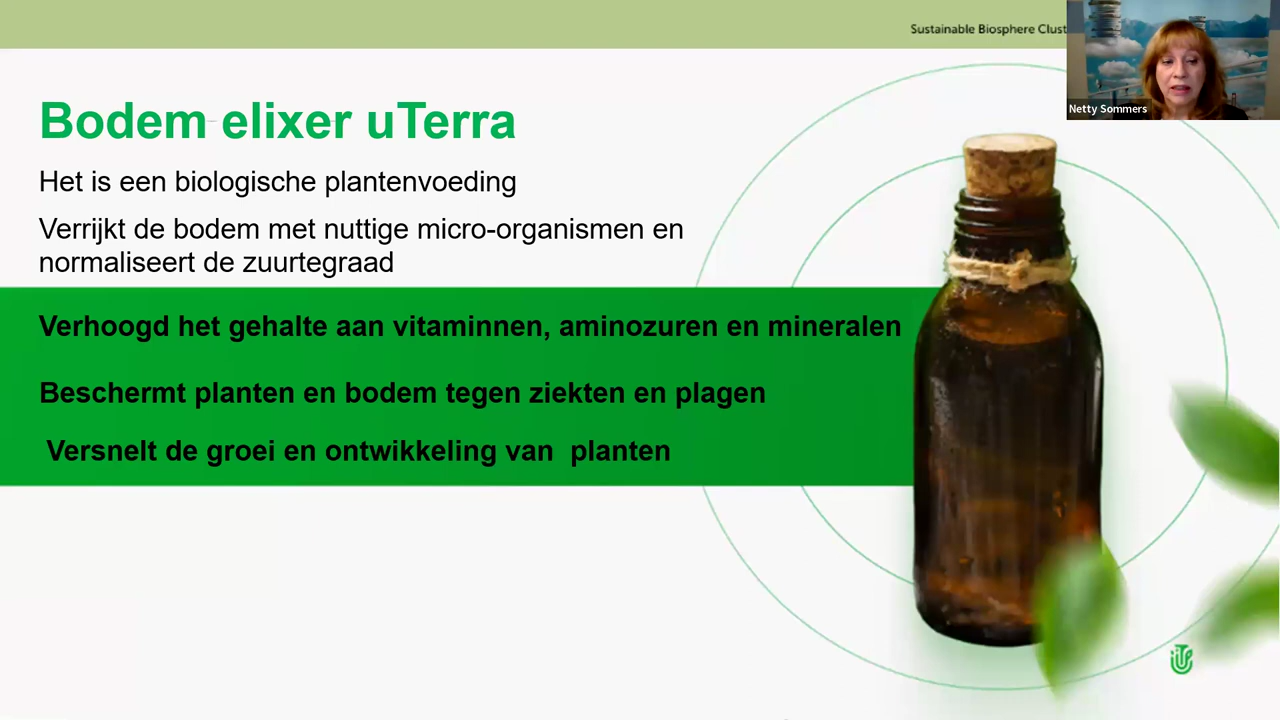 Sustainable Biosphere Clust
Netty Sommers
Bodem elixer uTerra
Het is een biologische plantenvoeding
Verrijkt de bodem met nuttige micro-organismen en
normaliseert de zuurtegraad
Verhoogd het gehalte aan vitaminnen, aminozuren en mineralen
Beschermt planten en bodem tegen ziekten en plagen
Versnelt de groei en ontwikkeling van  planten